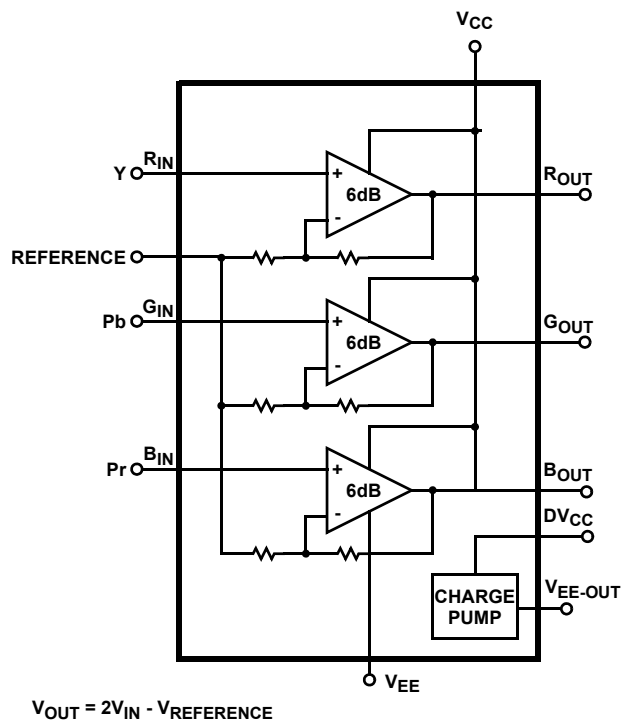 VCC
Y RIN
+
6dB
-
ROUT
REFERENCE
Pb GIN
+
6dB
-
GOUT
Pr BIN
+
6dB
-
BOUT
DVCC
CHARGE
PUMP
VEE-OUT
VEE
VOUT = 2VIN - VREFERENCE